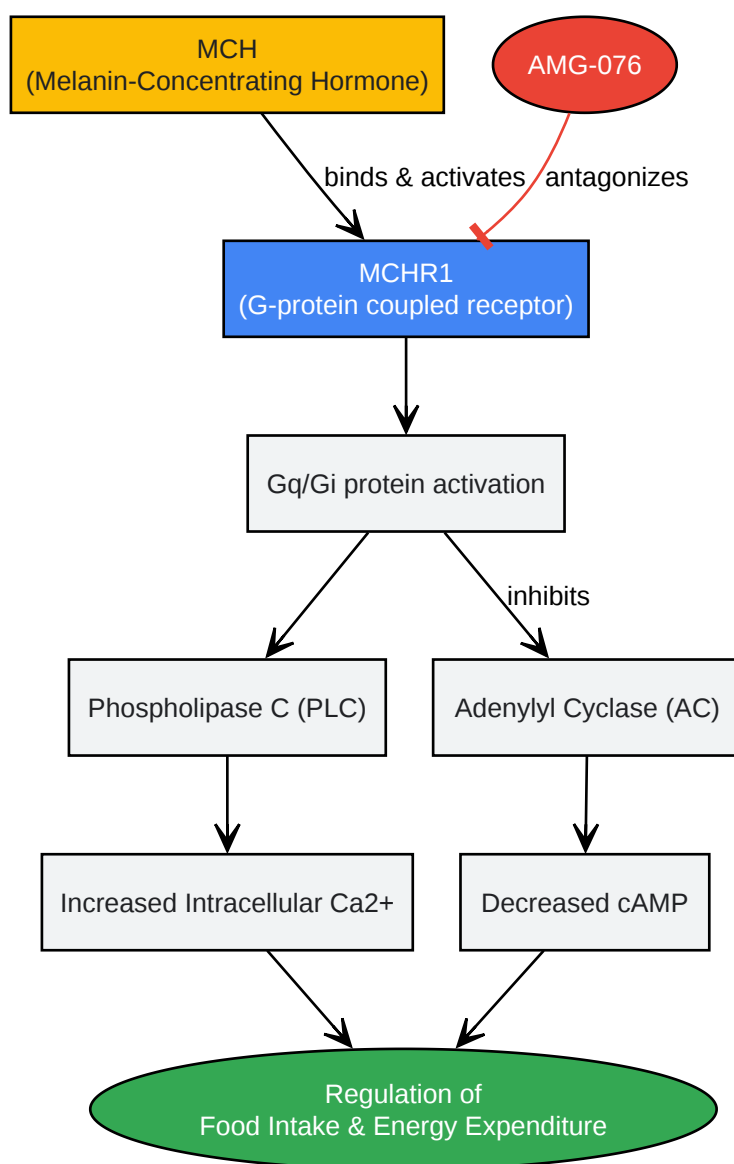 MCH
(Melanin-Concentrating Hormone)
AMG-076
binds & activates
antagonizes
MCHR1
(G-protein coupled receptor)
Gq/Gi protein activation
inhibits
Phospholipase C (PLC)
Adenylyl Cyclase (AC)
Increased Intracellular Ca2+
Decreased cAMP
Regulation of
Food Intake & Energy Expenditure